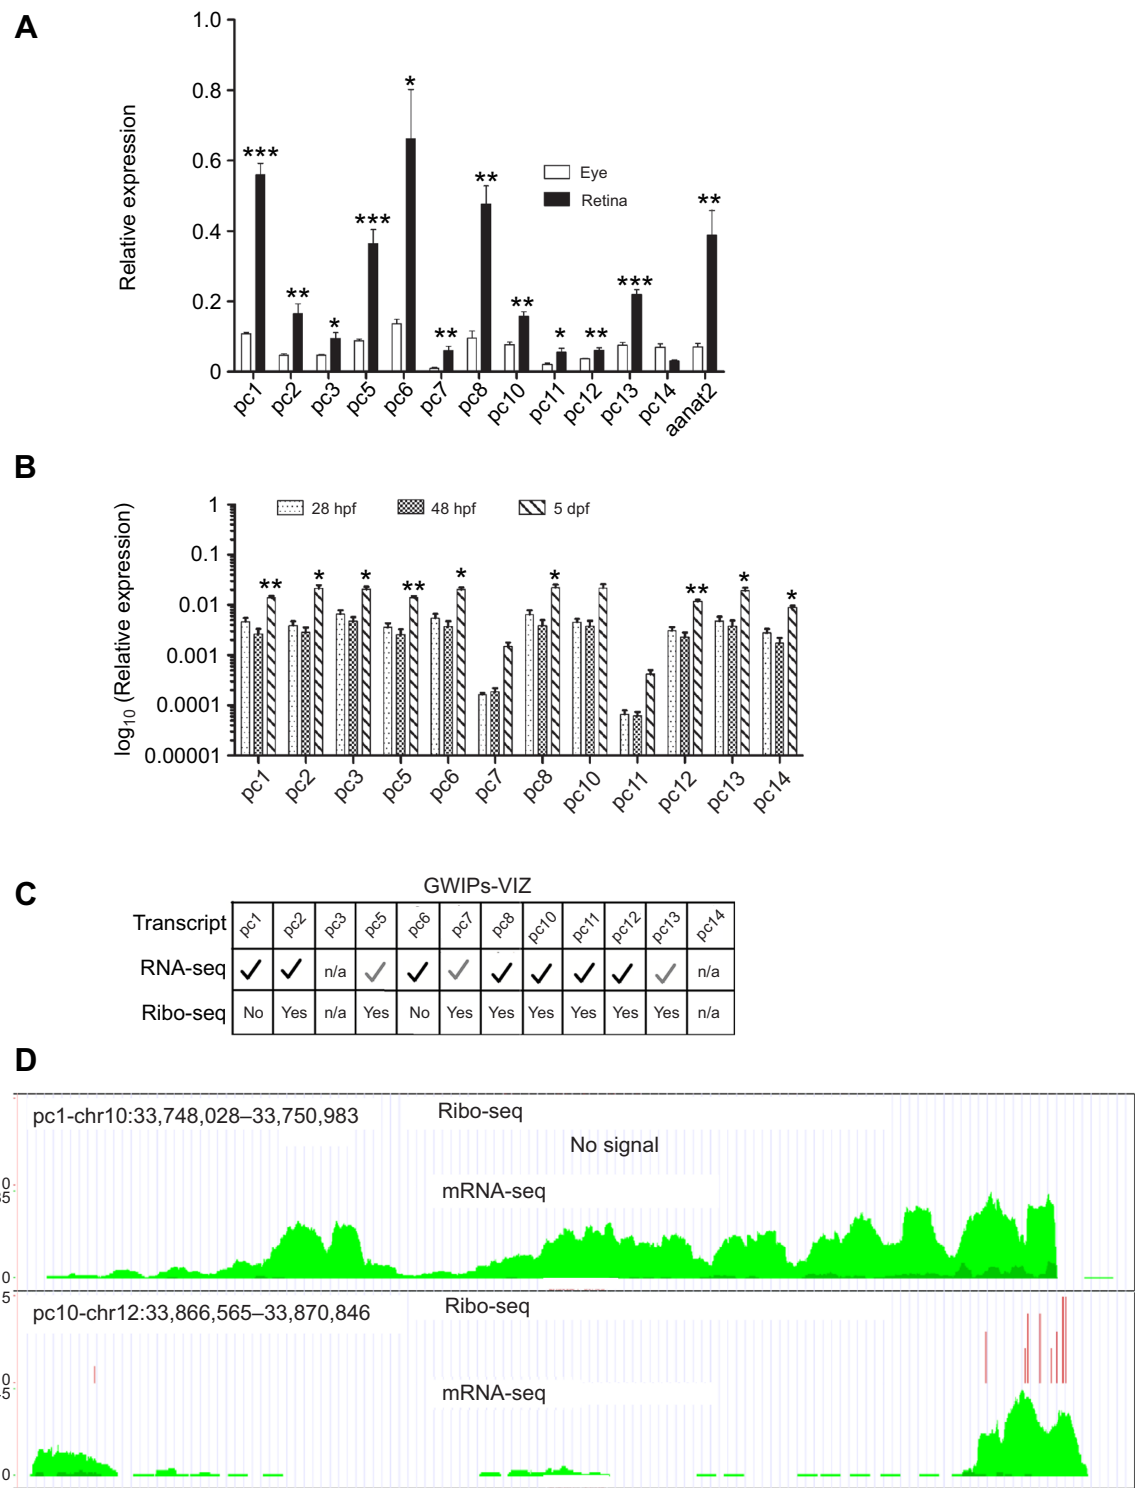 A
1.0
0.8
0.6
0.4
0.2
0
Relative expression
*** ** * *** * ** ** ** * ** *** **
Eye
Retina
pc1 pc2 pc3 pc5 pc6 pc7 pc8 pc10 pc11 pc12 pc13 pc14 aanat2
B
28 hpf 48 hpf 5 dpf
1
0.1
0.01
0.001
0.0001
0.00001
log10 (Relative expression)
** * * ** * * ** * *
pc1 pc2 pc3 pc5 pc6 pc7 pc8 pc10 pc11 pc12 pc13 pc14
C
GWIPs-VIZ
Transcript pc1 pc2 pc3 pc5 pc6 pc7 pc8 pc10 pc11 pc12 pc13 pc14
RNA-seq ✓ ✓ n/a ✓ ✓ ✓ ✓ ✓ ✓ ✓ ✓ n/a
Ribo-seq No Yes n/a Yes No Yes Yes Yes Yes Yes Yes n/a
D
pc1-chr10:33,748,028–33,750,983
Ribo-seq
No signal
0
mRNA-seq
0
pc10-chr12:33,866,565–33,870,846
Ribo-seq
0
mRNA-seq
0